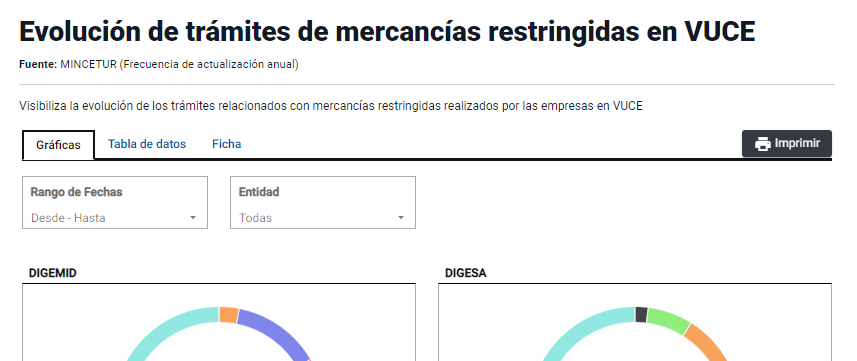 Evolución de trámites de mercancías restringidas en VUCE
Fuente: MINCETUR (Frecuencia de actualización anual)
Visibiliza la evolución de los trámites relacionados con mercancías restringidas realizados por las empresas en VUCE
Gráficas Tabla de datos Ficha Imprimir
Rango de Fechas Entidad
Desde - Hasta Todas
DIGEMID DIGESA